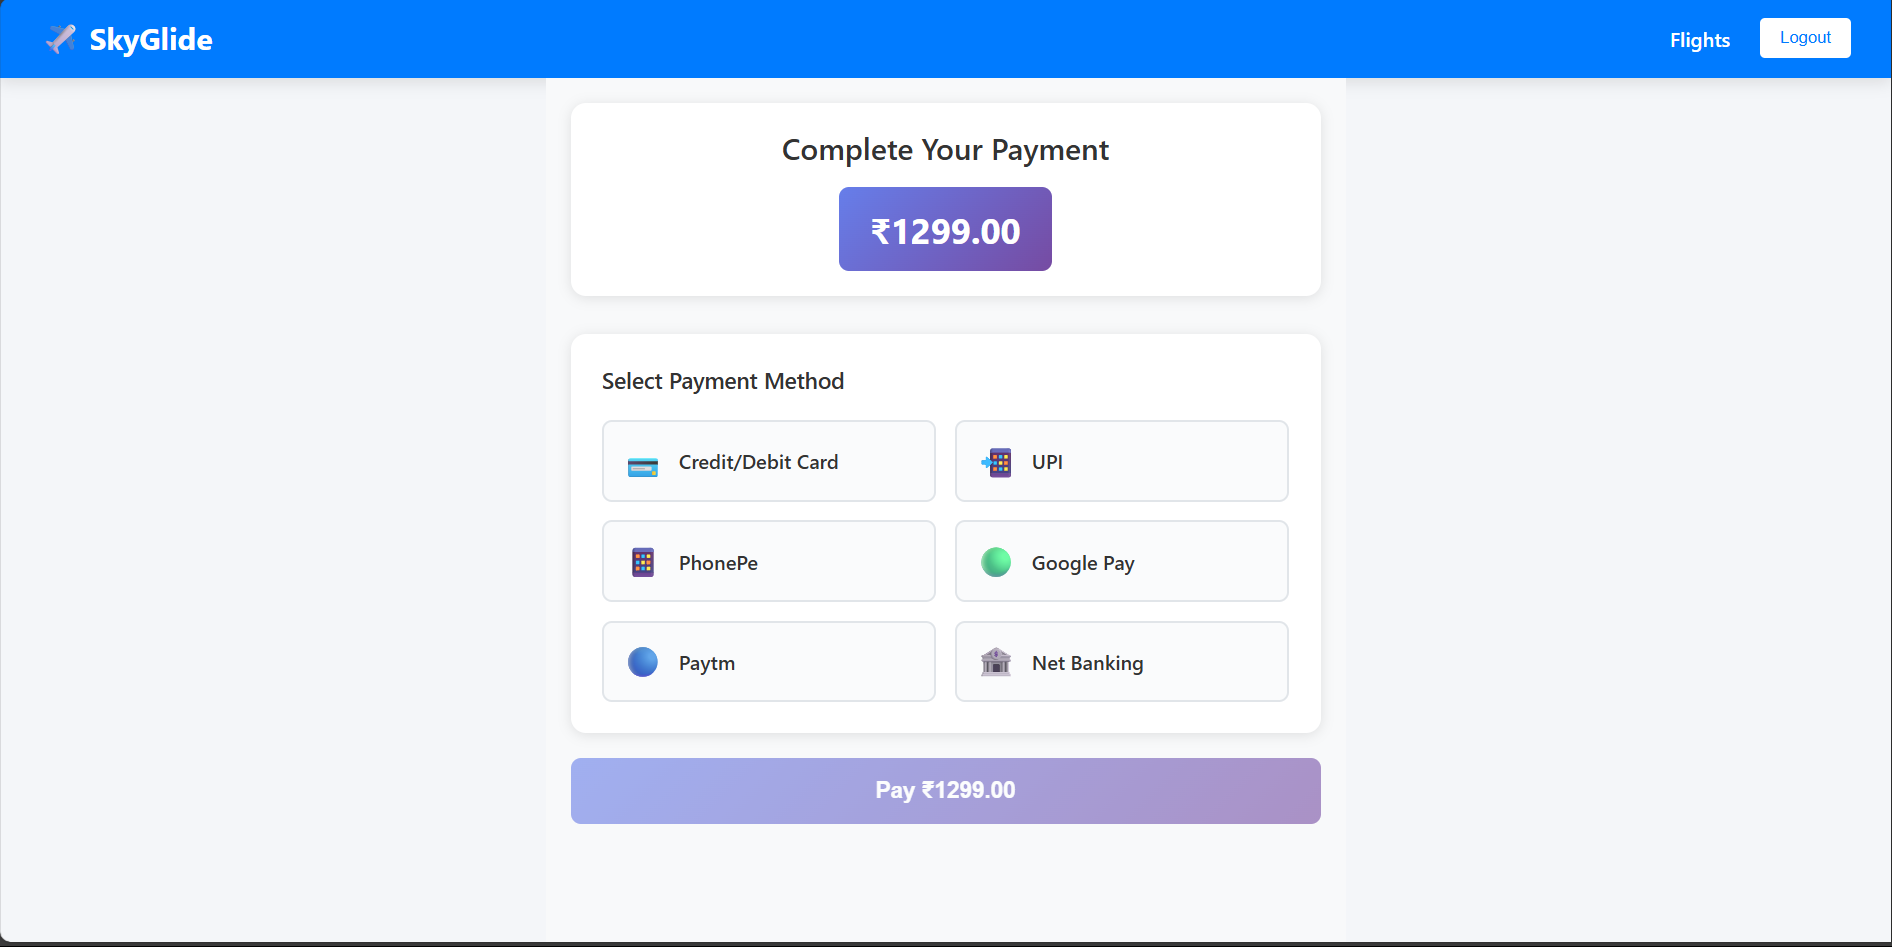 SkyGlide
Flights
Logout
Complete Your Payment
₹1299.00
Select Payment Method
Credit/Debit Card
UPI
PhonePe
Google Pay
Paytm
Net Banking
Pay ₹1299.00